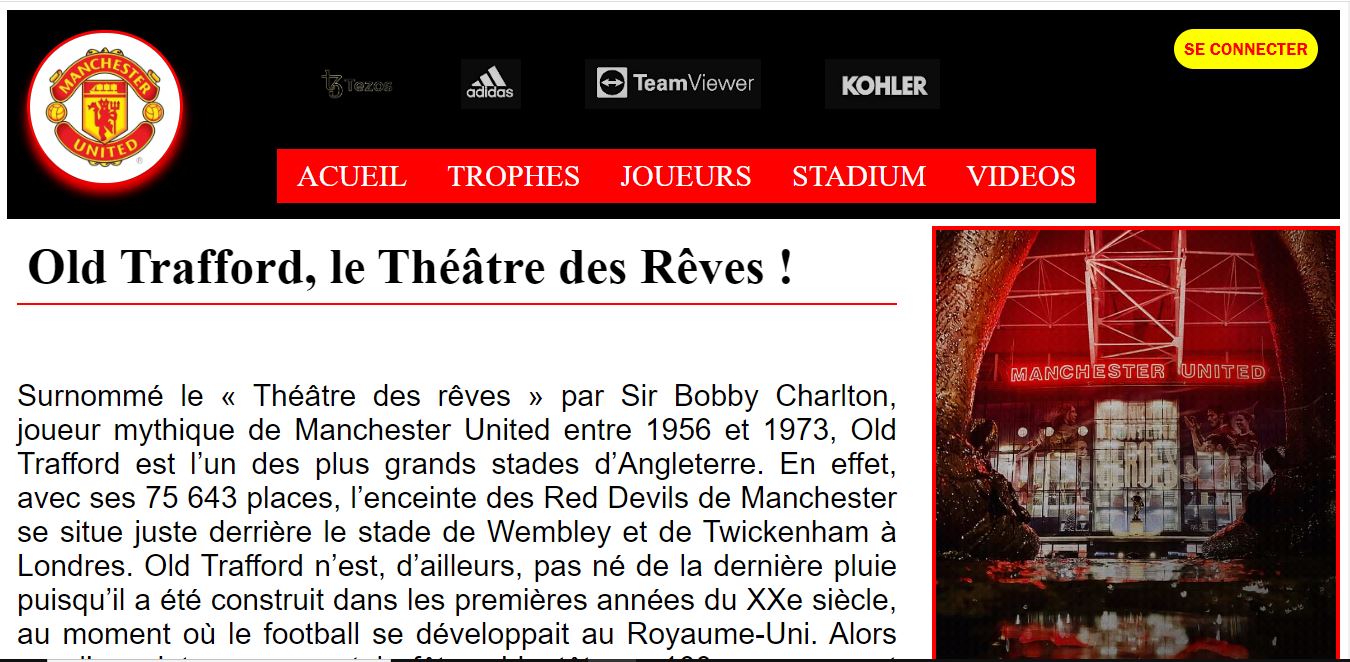 MANCHESTER
UNITED
Tezos
adidas
TeamViewer
KOHLER
SE CONNECTER
ACUEIL TROPHES JOUEURS STADIUM VIDEOS
Old Trafford, le Théâtre des Rêves !
Surnommé le « Théâtre des rêves » par Sir Bobby Charlton,
joueur mythique de Manchester United entre 1956 et 1973, Old
Trafford est l’un des plus grands stades d’Angleterre. En effet,
avec ses 75 643 places, l’enceinte des Red Devils de Manchester
se situe juste derrière le stade de Wembley et de Twickenham à
Londres. Old Trafford n’est, d’ailleurs, pas né de la dernière pluie
puisqu’il a été construit dans les premières années du XXe siècle,
au moment où le football se développait au Royaume-Uni. Alors
MANCHESTER UNITED
HEROES